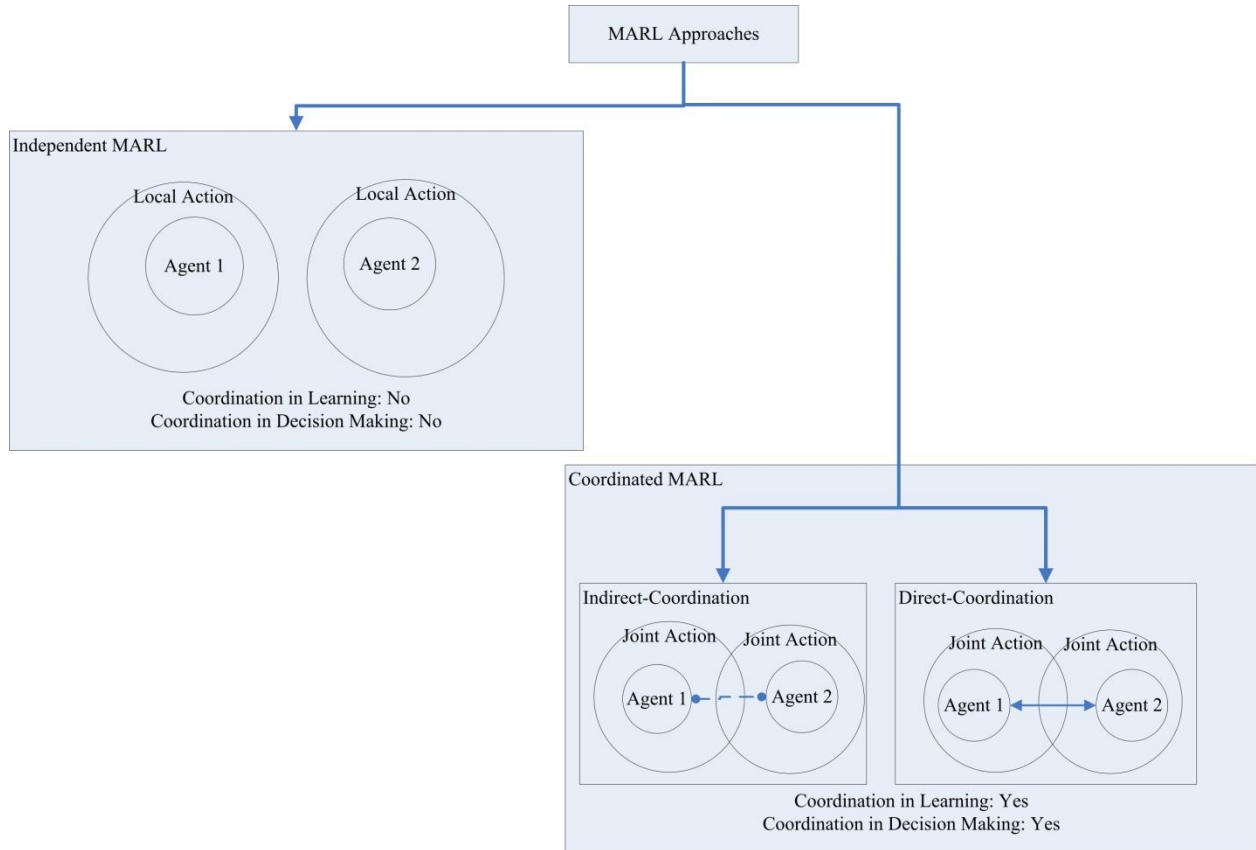 MARL Approaches
Independent MARL
Local Action
Local Action
Agent 1
Agent 2
Coordination in Learning: No
Coordination in Decision Making: No
Coordinated MARL
Indirect-Coordination
Joint Action
Joint Action
Agent 1
Agent 2
Direct-Coordination
Joint Action
Joint Action
Agent 1
Agent 2
Coordination in Learning: Yes
Coordination in Decision Making: Yes